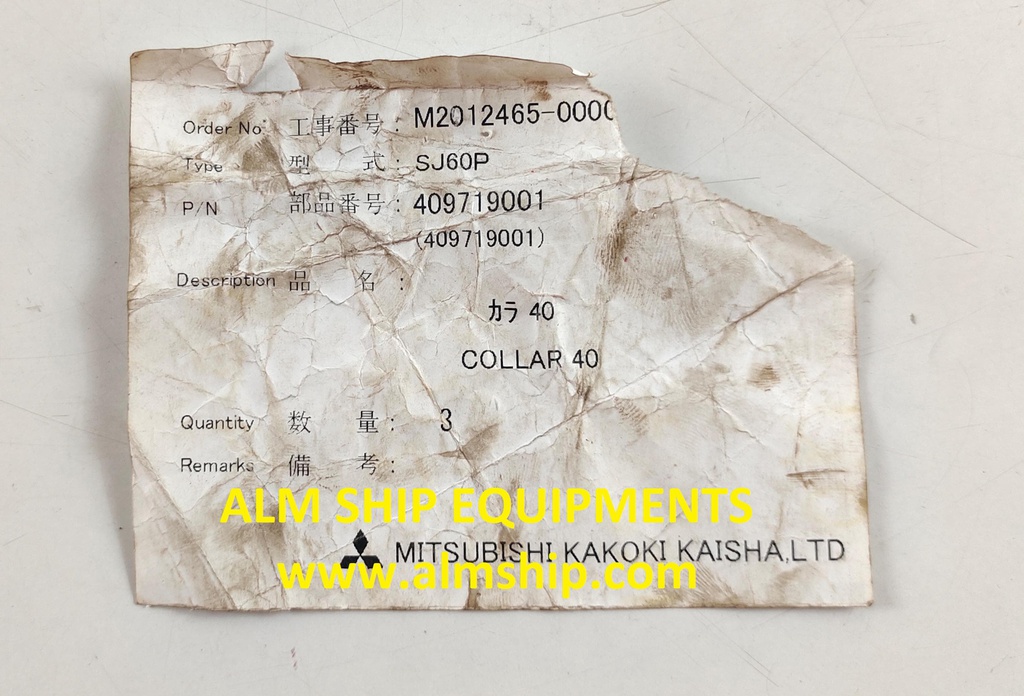 Order No 工事番号: M2012465-0000
Type 型 式: SJ60P
P/N 部品番号: 409719001
(409719001)
Description 品 名:
カラ 40
COLLAR 40
Quantity 数 量: 3
Remarks 備 考:
ALM SHIP EQUIPMENTS
MITSUBISHI KAKOKI KAISHA,LTD
www.almship.com